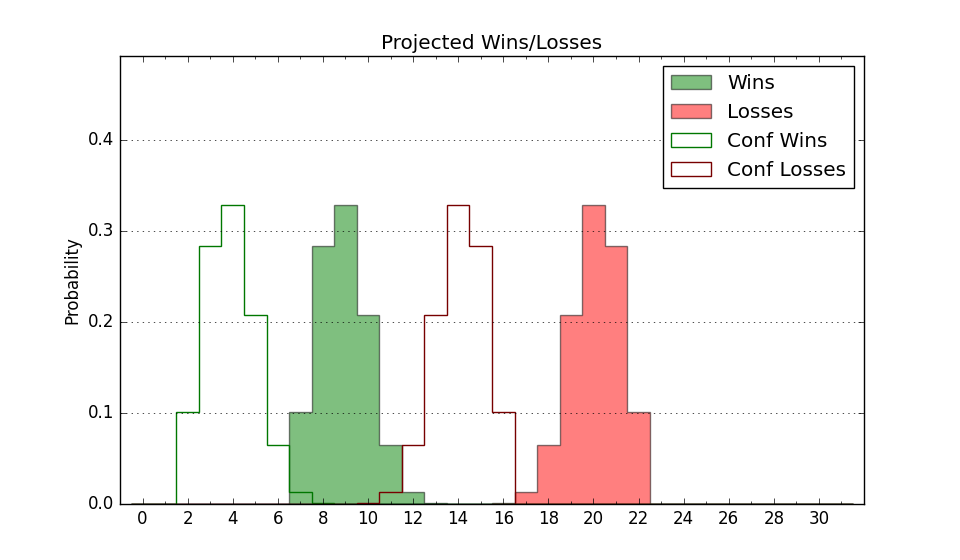 Projected Wins/Losses
Wins
Losses
Conf Wins
Conf Losses
Probability
0.4
0.3
0.2
0.1
0.0
0 2 4 6 8 10 12 14 16 18 20 22 24 26 28 30